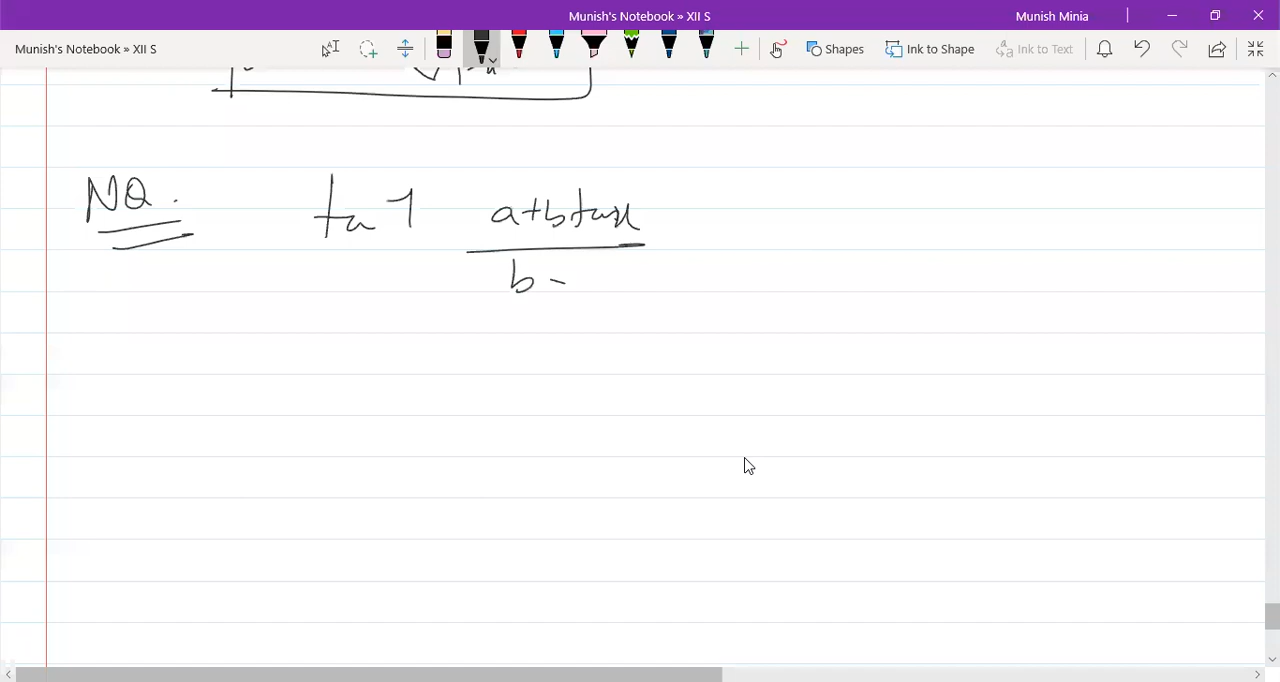 Munish's Notebook » XII S
Munish Minia
Munish's Notebook » XII S
Shapes
Ink to Shape
Ink to Text
NQ.
tan⁻¹ a+b tan x
b -